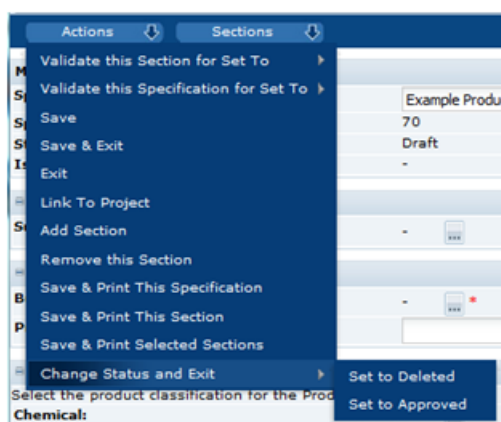 Actions Sections
Validate this Section for Set To
Validate this Specification for Set To
Example Produ
Save
70
Save & Exit
Draft
Exit
-
Link To Project
Add Section
-
...
Remove this Section
Save & Print This Specification
- ... *
Save & Print This Section
Save & Print Selected Sections
Change Status and Exit
Set to Deleted
Select the product classification for the Prod
Set to Approved
Chemical: